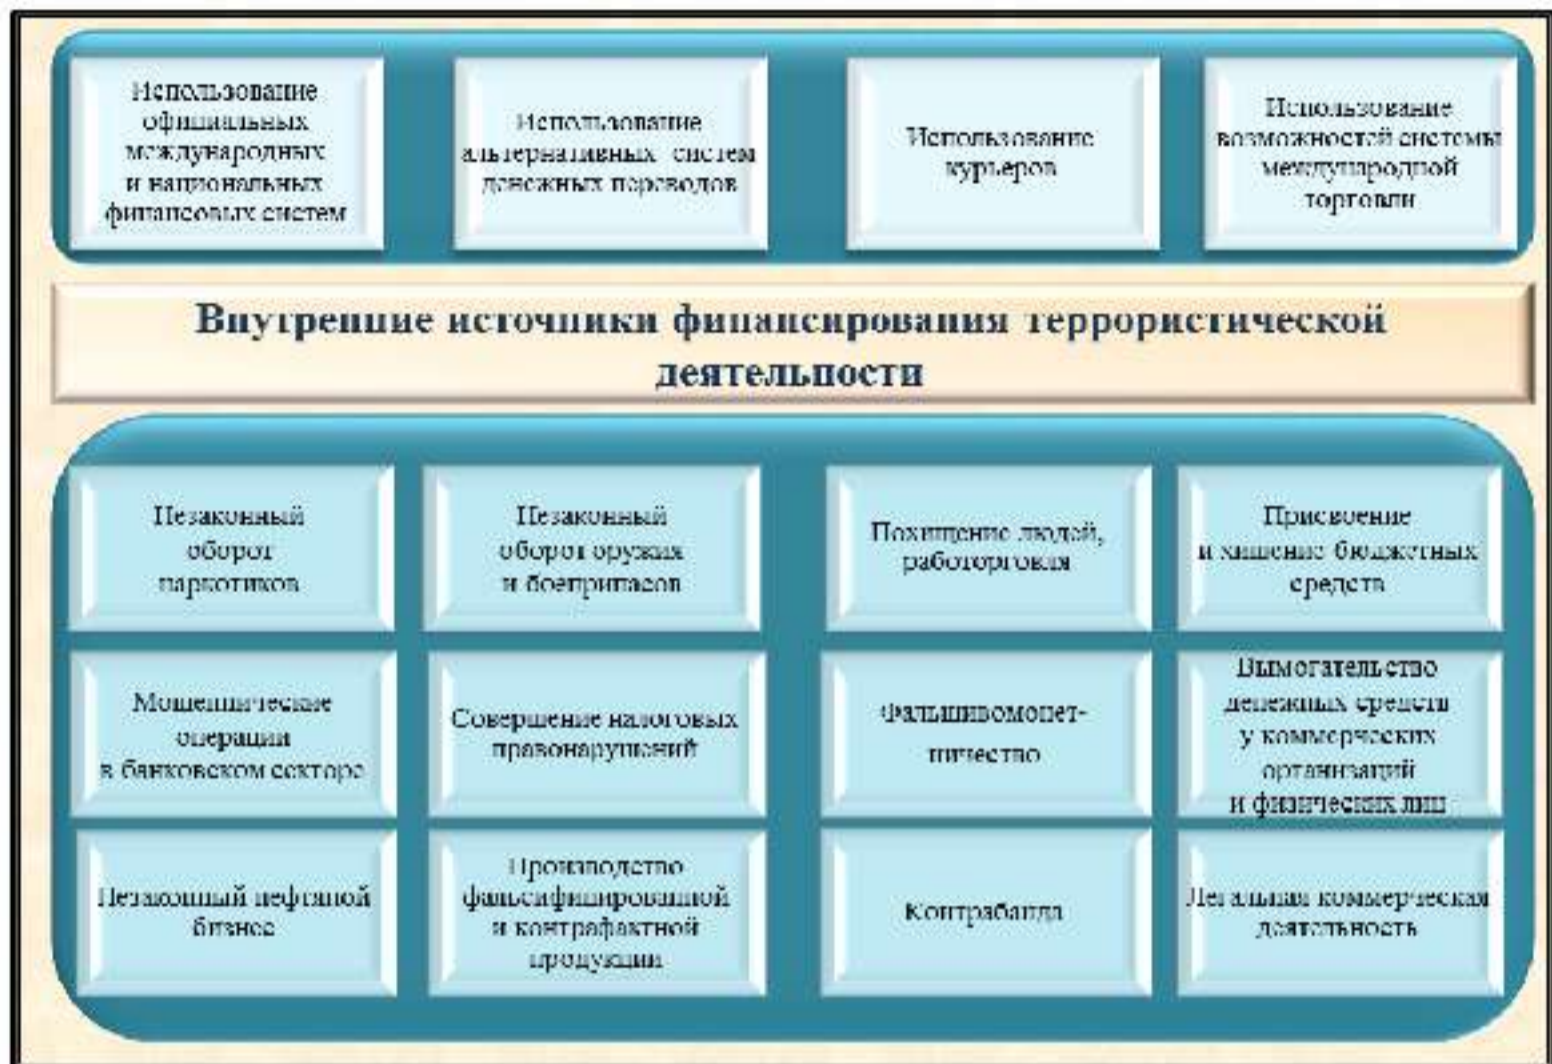 Использование
официальных
международных
и национальных
финансовых систем
Использование
альтернативных систем
денежных переводов
Использование
курьеров
Использование
возможностей системы
международной
торговли
Внутренние источники финансирования террористической
деятельности
Незаконный
оборот
наркотиков
Незаконный
оборот оружия
и боеприпасов
Похищение людей,
работорговля
Присвоение
и хищение бюджетных
средств
Мошеннические
операции
в банковском секторе
Совершение налоговых
правонарушений
Фальшивомонет-
ничество
Вымогательство
денежных средств
у коммерческих
организаций
и физических лиц
Незаконный нефтяной
бизнес
Производство
фальсифицированной
и контрафактной
продукции
Контрабанда
Легальная коммерческая
деятельность